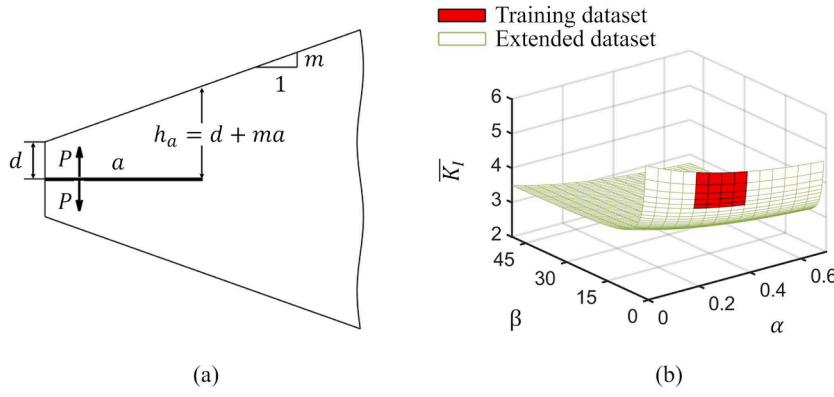 (a)
m
1
h_a = d + ma
d
P
a
P
Training dataset
Extended dataset
6
5
4
3
2
K̅_I
45
30
15
0
β
0
0.2
0.4
0.6
α
(b)